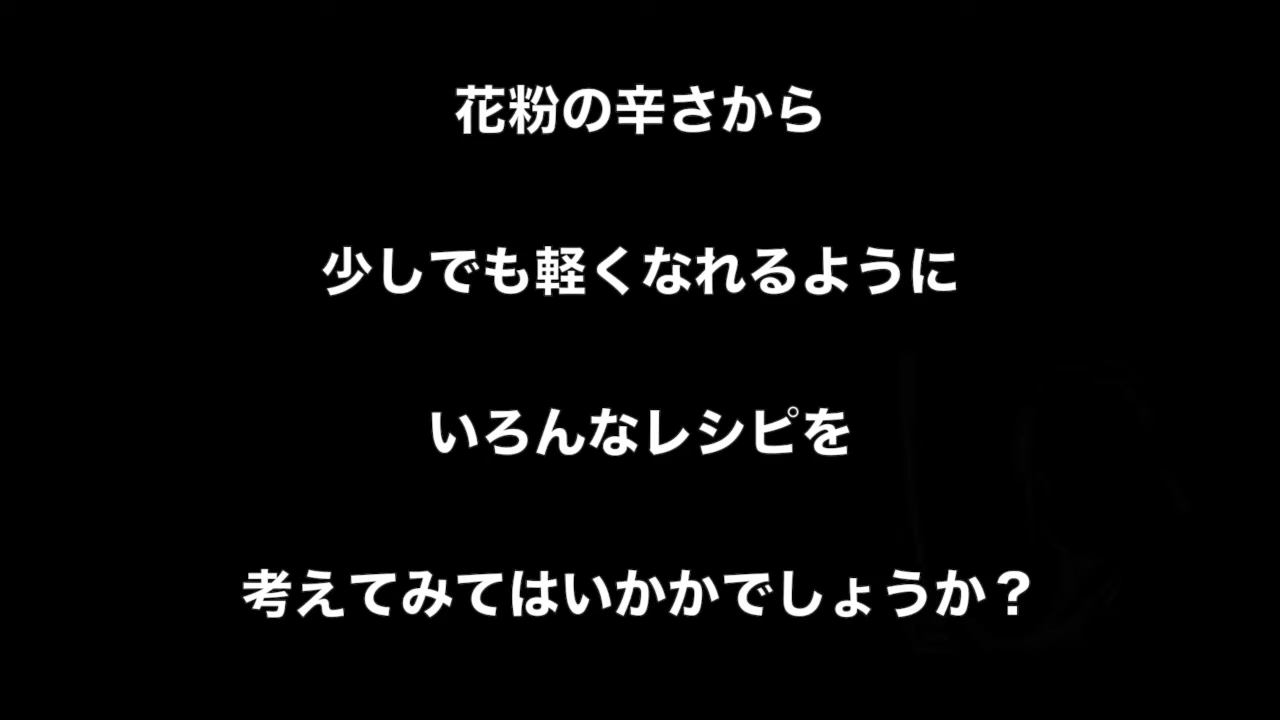 花粉の辛さから
少しでも軽くなれるように
いろんなレシピを
考えてみてはいかかでしょうか？